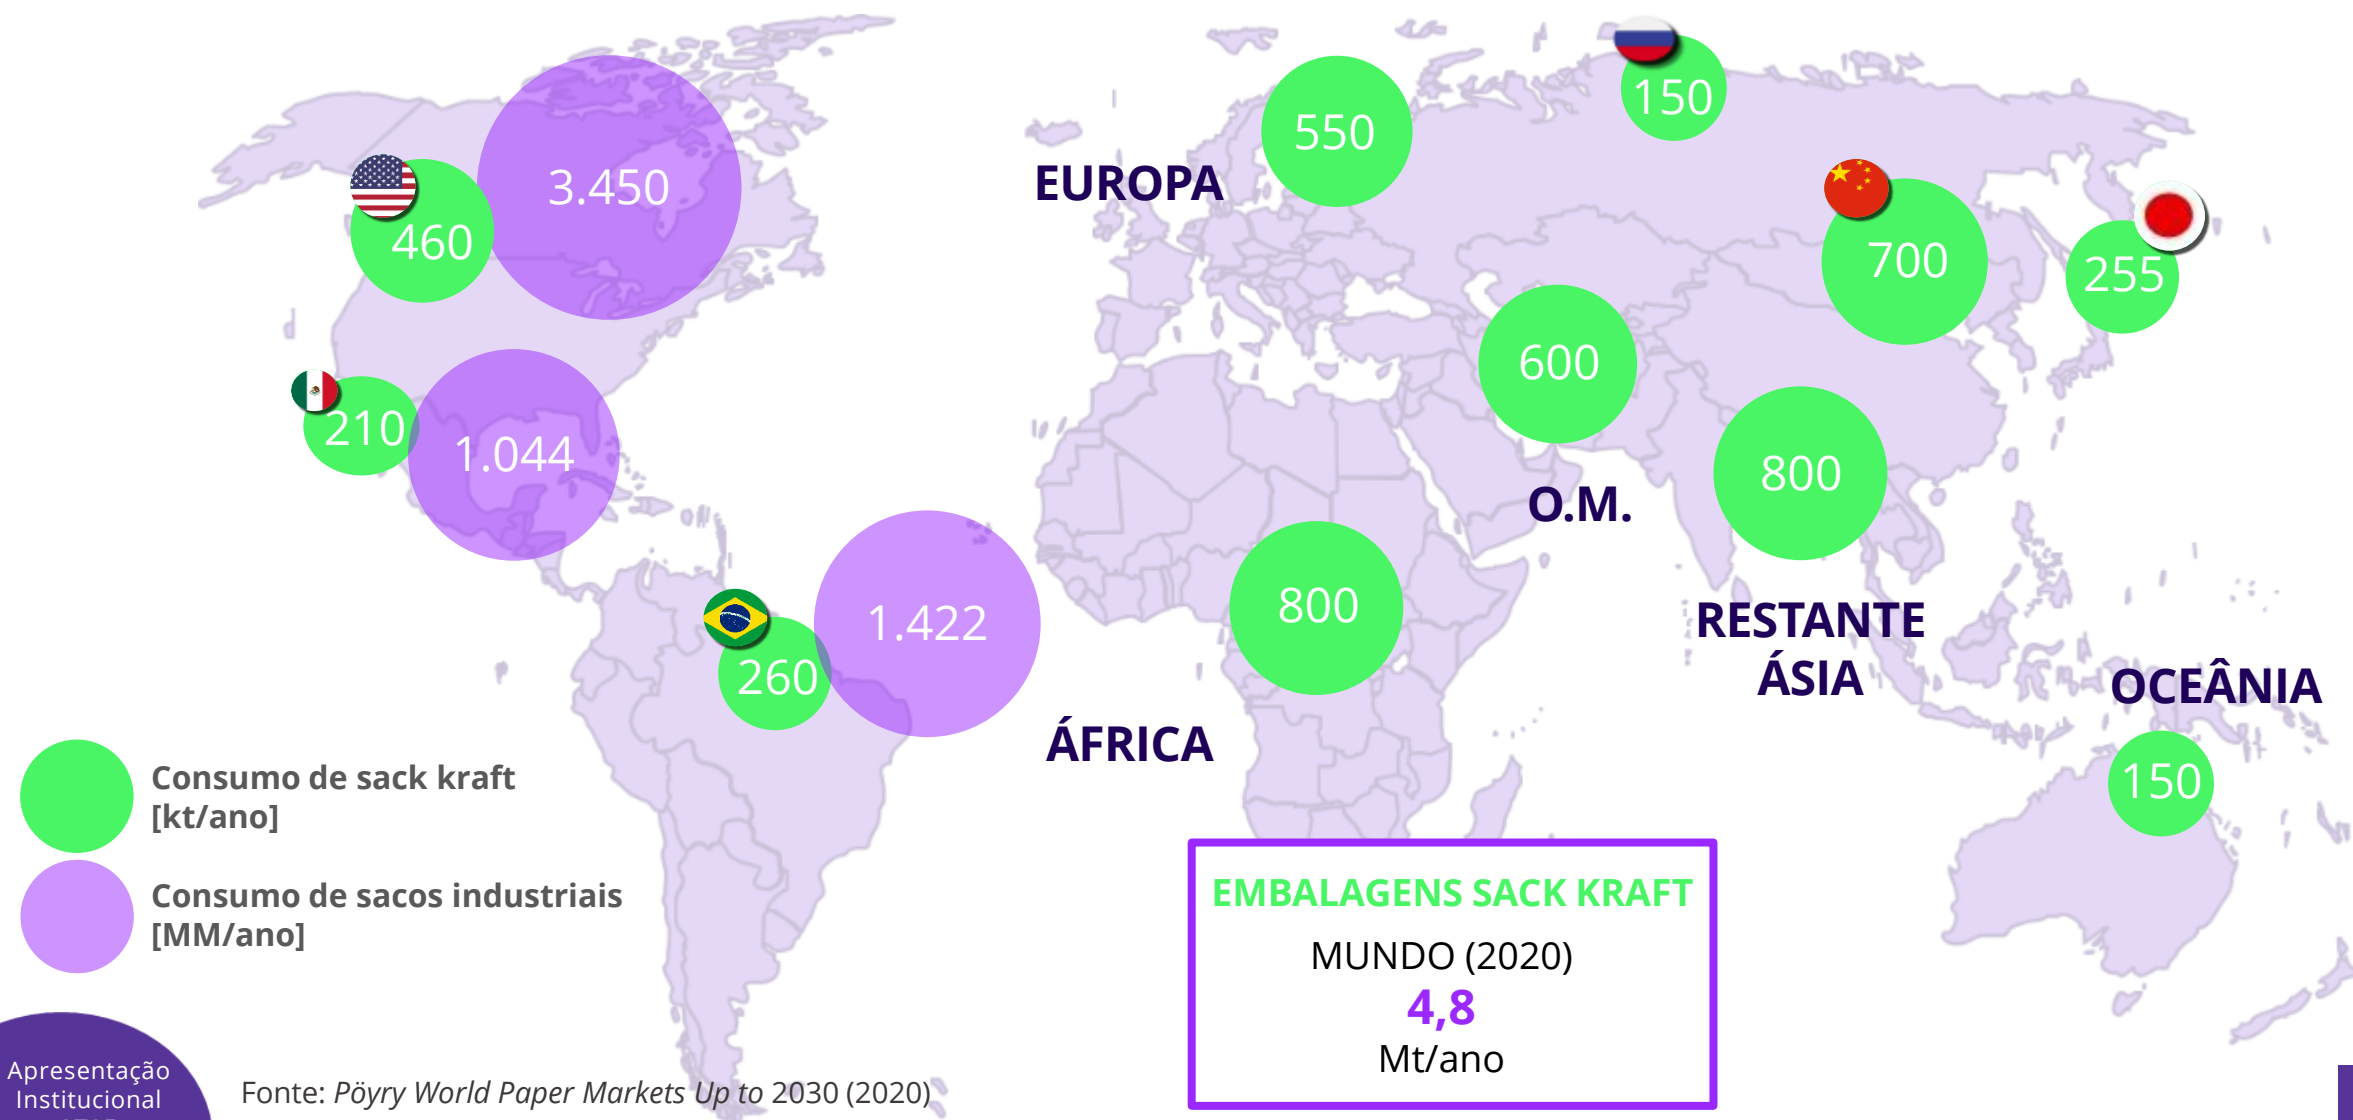 3.450
460
210
1.044
1.422
260
EUROPA
550
150
700
255
600
O.M.
800
800
RESTANTE
ÁSIA
OCEÂNIA
150
ÁFRICA
Consumo de sack kraft
[kt/ano]
Consumo de sacos industriais
[MM/ano]
EMBALAGENS SACK KRAFT
MUNDO (2020)
4,8
Mt/ano
Apresentação
Institucional
Fonte: Pöyry World Paper Markets Up to 2030 (2020)